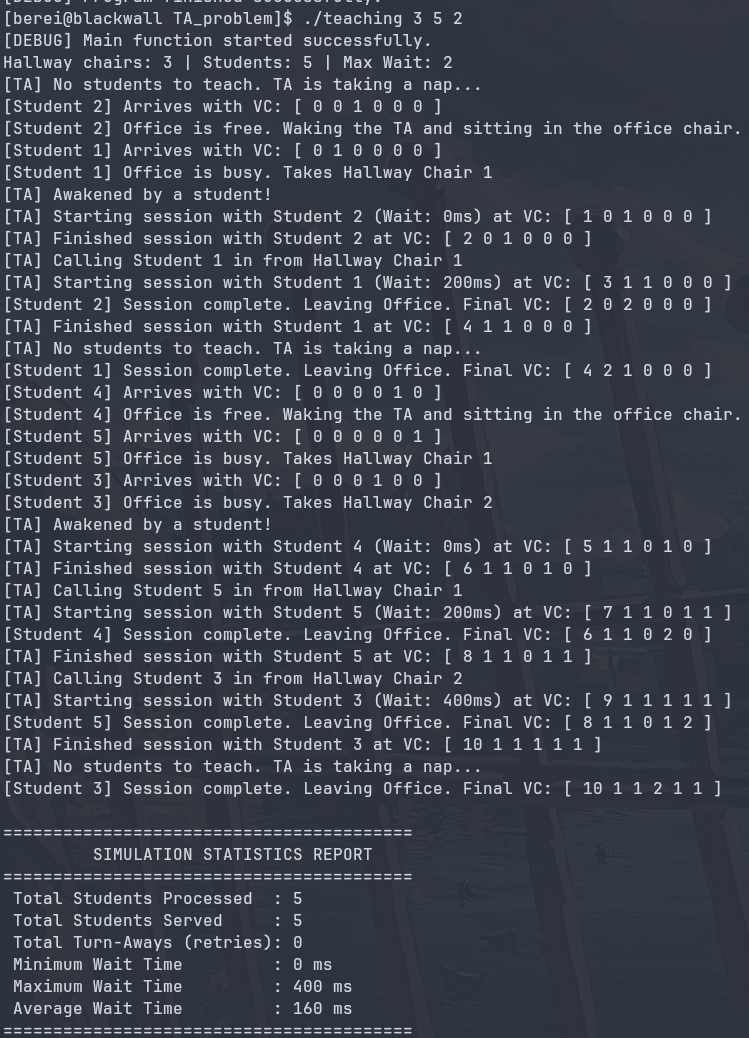 [DEBUG] Program finished successfully.
[berei@blackwall TA_problem]$ ./teaching 3 5 2
[DEBUG] Main function started successfully.
Hallway chairs: 3 | Students: 5 | Max Wait: 2
[TA] No students to teach. TA is taking a nap...
[Student 2] Arrives with VC: [ 0 0 1 0 0 0 ]
[Student 2] Office is free. Waking the TA and sitting in the office chair.
[Student 1] Arrives with VC: [ 0 1 0 0 0 0 ]
[Student 1] Office is busy. Takes Hallway Chair 1
[TA] Awakened by a student!
[TA] Starting session with Student 2 (Wait: 0ms) at VC: [ 1 0 1 0 0 0 ]
[TA] Finished session with Student 2 at VC: [ 2 0 1 0 0 0 ]
[TA] Calling Student 1 in from Hallway Chair 1
[TA] Starting session with Student 1 (Wait: 200ms) at VC: [ 3 1 1 0 0 0 ]
[Student 2] Session complete. Leaving Office. Final VC: [ 2 0 2 0 0 0 ]
[TA] Finished session with Student 1 at VC: [ 4 1 1 0 0 0 ]
[TA] No students to teach. TA is taking a nap...
[Student 1] Session complete. Leaving Office. Final VC: [ 4 2 1 0 0 0 ]
[Student 4] Arrives with VC: [ 0 0 0 0 1 0 ]
[Student 4] Office is free. Waking the TA and sitting in the office chair.
[Student 5] Arrives with VC: [ 0 0 0 0 0 1 ]
[Student 5] Office is busy. Takes Hallway Chair 1
[Student 3] Arrives with VC: [ 0 0 0 1 0 0 ]
[Student 3] Office is busy. Takes Hallway Chair 2
[TA] Awakened by a student!
[TA] Starting session with Student 4 (Wait: 0ms) at VC: [ 5 1 1 0 1 0 ]
[TA] Finished session with Student 4 at VC: [ 6 1 1 0 1 0 ]
[TA] Calling Student 5 in from Hallway Chair 1
[TA] Starting session with Student 5 (Wait: 200ms) at VC: [ 7 1 1 0 1 1 ]
[Student 4] Session complete. Leaving Office. Final VC: [ 6 1 1 0 2 0 ]
[TA] Finished session with Student 5 at VC: [ 8 1 1 0 1 1 ]
[TA] Calling Student 3 in from Hallway Chair 2
[TA] Starting session with Student 3 (Wait: 400ms) at VC: [ 9 1 1 1 1 1 ]
[Student 5] Session complete. Leaving Office. Final VC: [ 8 1 1 0 1 2 ]
[TA] Finished session with Student 3 at VC: [ 10 1 1 1 1 1 ]
[TA] No students to teach. TA is taking a nap...
[Student 3] Session complete. Leaving Office. Final VC: [ 10 1 1 2 1 1 ]
=========================================
SIMULATION STATISTICS REPORT
=========================================
Total Students Processed : 5
Total Students Served : 5
Total Turn-Aways (retries): 0
Minimum Wait Time : 0 ms
Maximum Wait Time : 400 ms
Average Wait Time : 160 ms
=========================================